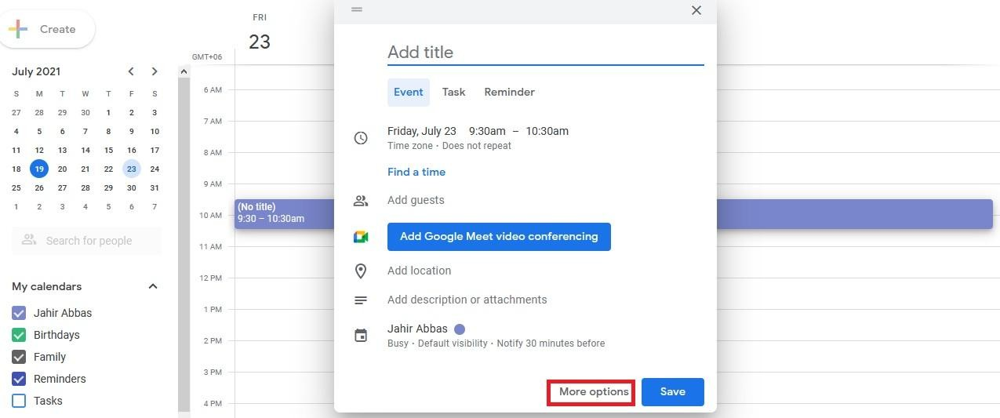 Create
July 2021
S M T W T F S
27 28 29 30 1 2 3
4 5 6 7 8 9 10
11 12 13 14 15 16 17
18 19 20 21 22 23 24
25 26 27 28 29 30 31
1 2 3 4 5 6 7
Search for people
My calendars
Jahir Abbas
Birthdays
Family
Reminders
Tasks
FRI
23
GMT+06
6 AM
7 AM
8 AM
9 AM
10 AM
11 AM
12 PM
1 PM
2 PM
3 PM
4 PM
(No title)
9:30 – 10:30am
Add title
Event Task Reminder
Friday, July 23 9:30am – 10:30am
Time zone · Does not repeat
Find a time
Add guests
Add Google Meet video conferencing
Add location
Add description or attachments
Jahir Abbas
Busy · Default visibility · Notify 30 minutes before
More options Save